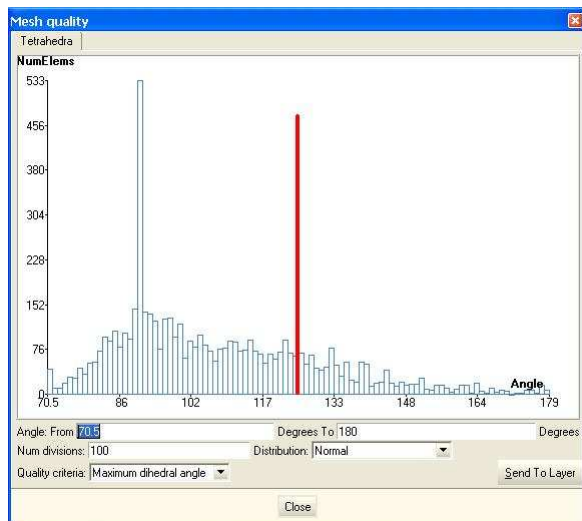 Mesh quality
Tetrahedra
NumElems
533
456
380
304
228
152
76
0
70.5 86 102 117 133 148 164 179
Angle
Angle: From 70.5 Degrees To 180 Degrees
Num divisions: 100 Distribution: Normal
Quality criteria: Maximum dihedral angle Send To Layer
Close